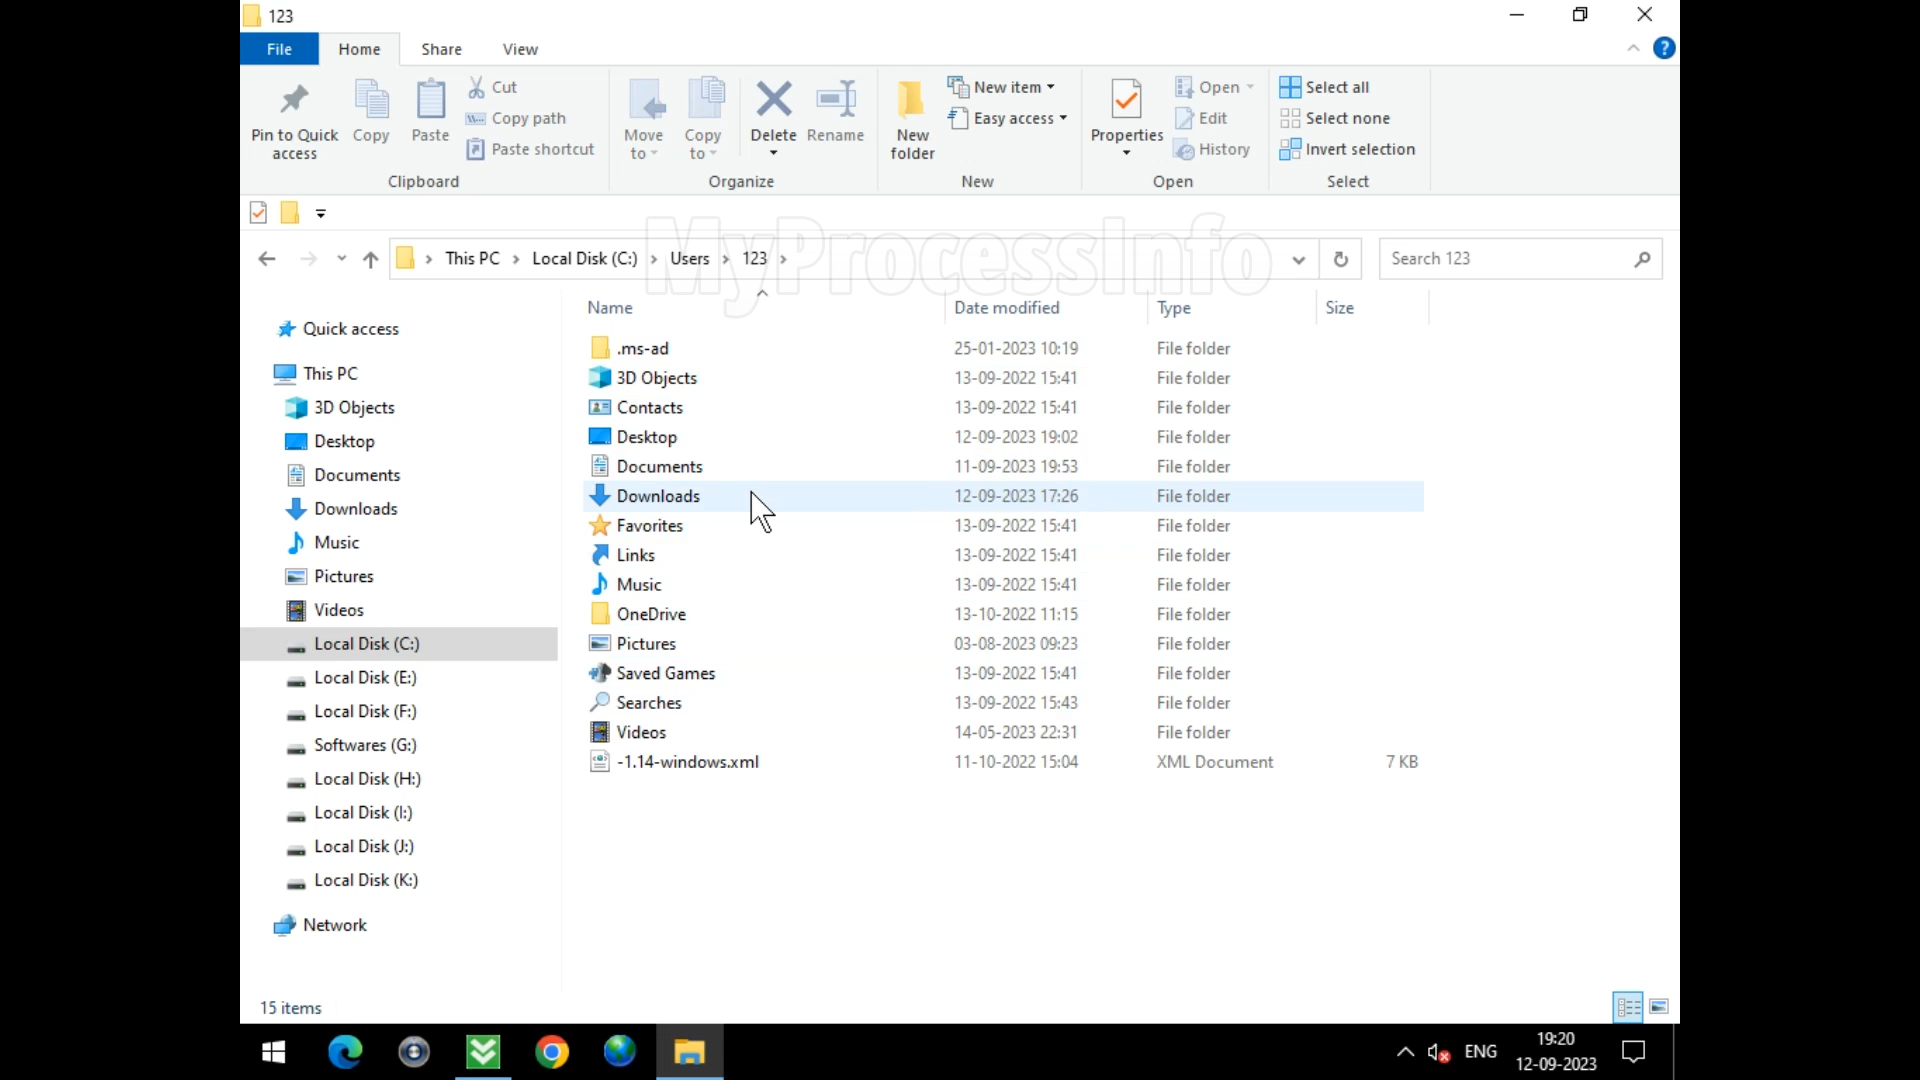 123
File Home Share View
Pin to Quick access
Copy
Paste
Cut
Copy path
Paste shortcut
Clipboard
Move to
Copy to
Delete
Rename
Organize
New folder
New item
Easy access
New
Properties
Open
Edit
History
Open
Select all
Select none
Invert selection
Select
MyProcessInfo
This PC > Local Disk (C:) > Users > 123 >
Search 123
Name Date modified Type Size
Quick access
This PC
3D Objects
Desktop
Documents
Downloads
Music
Pictures
Videos
Local Disk (C:)
Local Disk (E:)
Local Disk (F:)
Softwares (G:)
Local Disk (H:)
Local Disk (I:)
Local Disk (J:)
Local Disk (K:)
Network
.ms-ad 25-01-2023 10:19 File folder
3D Objects 13-09-2022 15:41 File folder
Contacts 13-09-2022 15:41 File folder
Desktop 12-09-2023 19:02 File folder
Documents 11-09-2023 19:53 File folder
Downloads 12-09-2023 17:26 File folder
Favorites 13-09-2022 15:41 File folder
Links 13-09-2022 15:41 File folder
Music 13-09-2022 15:41 File folder
OneDrive 13-10-2022 11:15 File folder
Pictures 03-08-2023 09:23 File folder
Saved Games 13-09-2022 15:41 File folder
Searches 13-09-2022 15:43 File folder
Videos 14-05-2023 22:31 File folder
-1.14-windows.xml 11-10-2022 15:04 XML Document 7 KB
15 items
ENG
19:20
12-09-2023